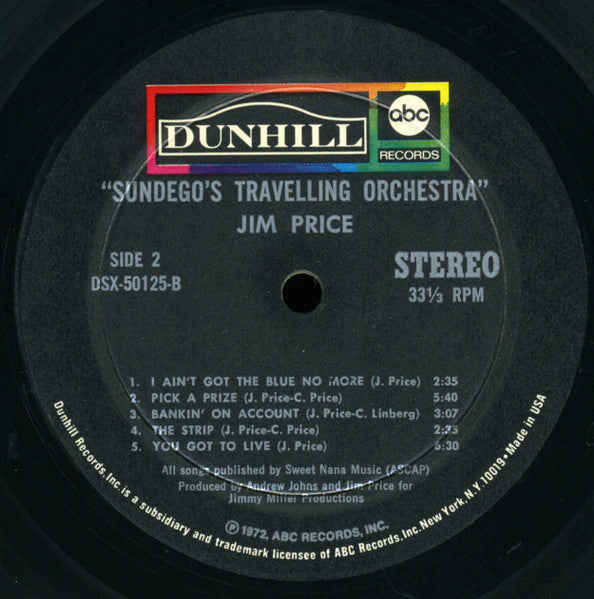 DUNHILL
abc
RECORDS
"SUNDEGO'S TRAVELLING ORCHESTRA"
JIM PRICE
SIDE 2
DSX-50125-B
STEREO
33⅓ RPM
1. I AIN'T GOT THE BLUE NO MORE (J. Price) 2:35
2. PICK A PRIZE (J. Price-C. Price) 5:40
3. BANKIN' ON ACCOUNT (J. Price-C. Linberg) 3:07
4. THE STRIP (J. Price-C. Price) 2:35
5. YOU GOT TO LIVE (J. Price) 6:30
All songs published by Sweet Nana Music (ASCAP)
Produced by Andrew Johns and Jim Price for
Jimmy Miller Productions
℗ 1972, ABC RECORDS, INC.
Dunhill Records, Inc. is a subsidiary and trademark licensee of ABC Records, Inc. New York, N.Y. 10019 • Made in USA